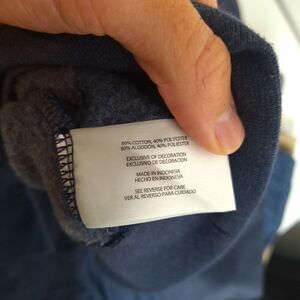 60% COTTON, 40% POLYESTER
60% ALGODÓN, 40% POLIÉSTER
EXCLUSIVE OF DECORATION
EXCLUSIVO DE DECORACIÓN
MADE IN INDONESIA
HECHO EN INDONESIA
SEE REVERSE FOR CARE
VER AL REVERSO PARA CUIDADO